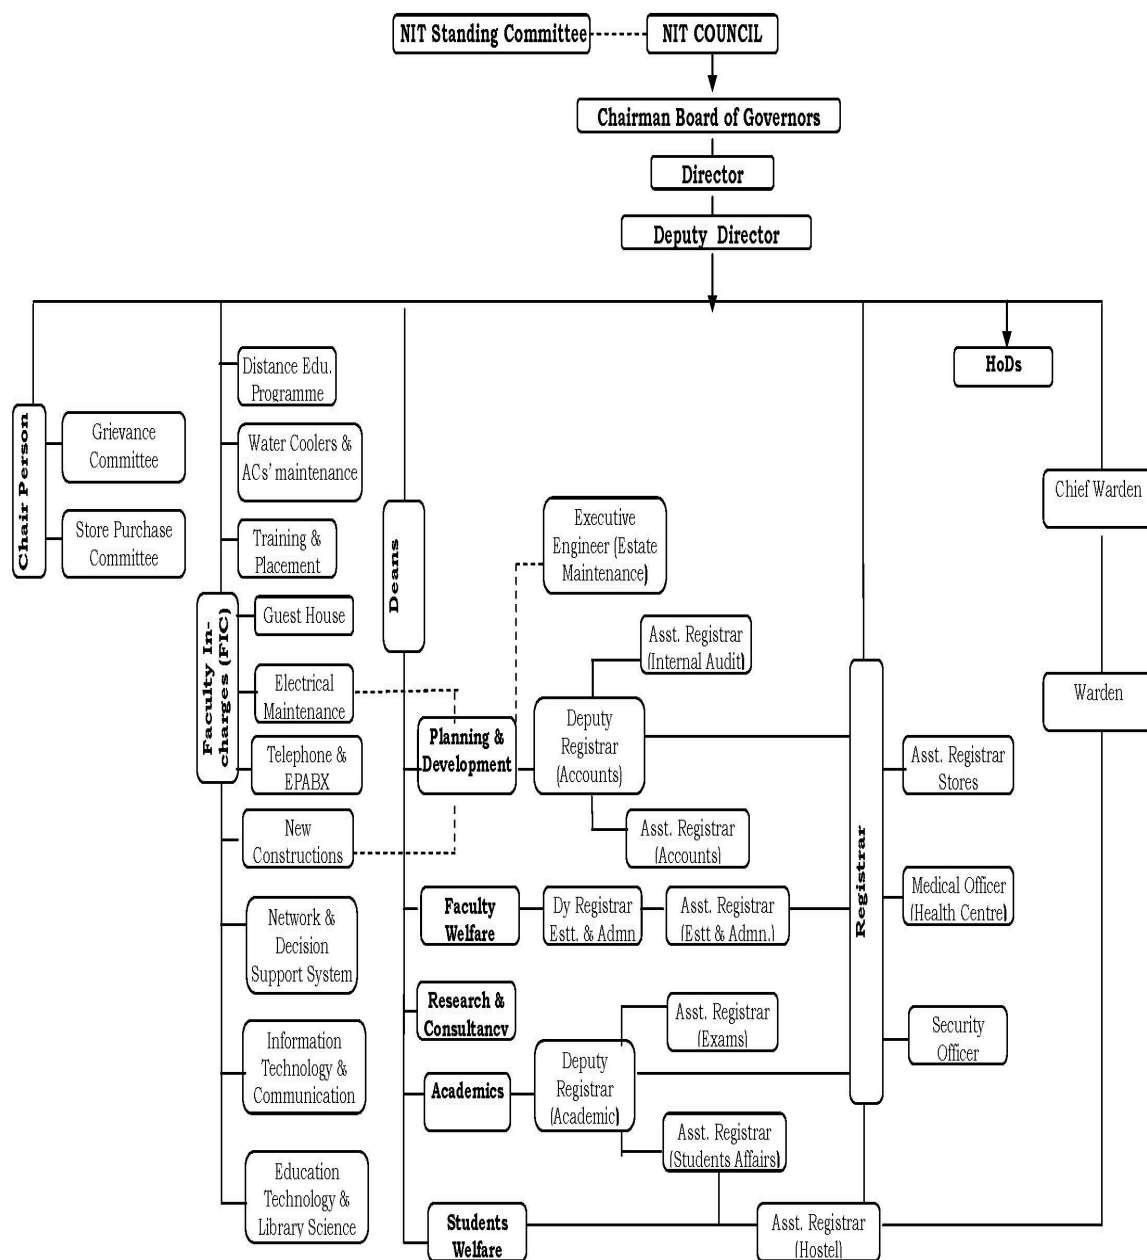 NIT Standing Committee
NIT COUNCIL
Chairman Board of Governors
Director
Deputy Director
Chair Person
Grievance
Committee
Store Purchase
Committee
Faculty In-
charges (FIC)
Distance Edu.
Programme
Water Coolers &
ACs' maintenance
Training &
Placement
Guest House
Electrical
Maintenance
Telephone &
EPABX
New
Constructions
Network &
Decision
Support System
Information
Technology &
Communication
Education
Technology &
Library Science
Deans
Planning &
Development
Executive
Engineer (Estate
Maintenance)
Deputy
Registrar
(Accounts)
Asst. Registrar
(Internal Audit)
Asst. Registrar
(Accounts)
Faculty
Welfare
Dy Registrar
Estt. & Admn
Asst. Registrar
(Estt & Admn.)
Research &
Consultancy
Academics
Deputy
Registrar
(Academic)
Asst. Registrar
(Exams)
Asst. Registrar
(Students Affairs)
Students
Welfare
Asst. Registrar
(Hostel)
Registrar
Asst. Registrar
Stores
Medical Officer
(Health Centre)
Security
Officer
HoDs
Chief Warden
Warden